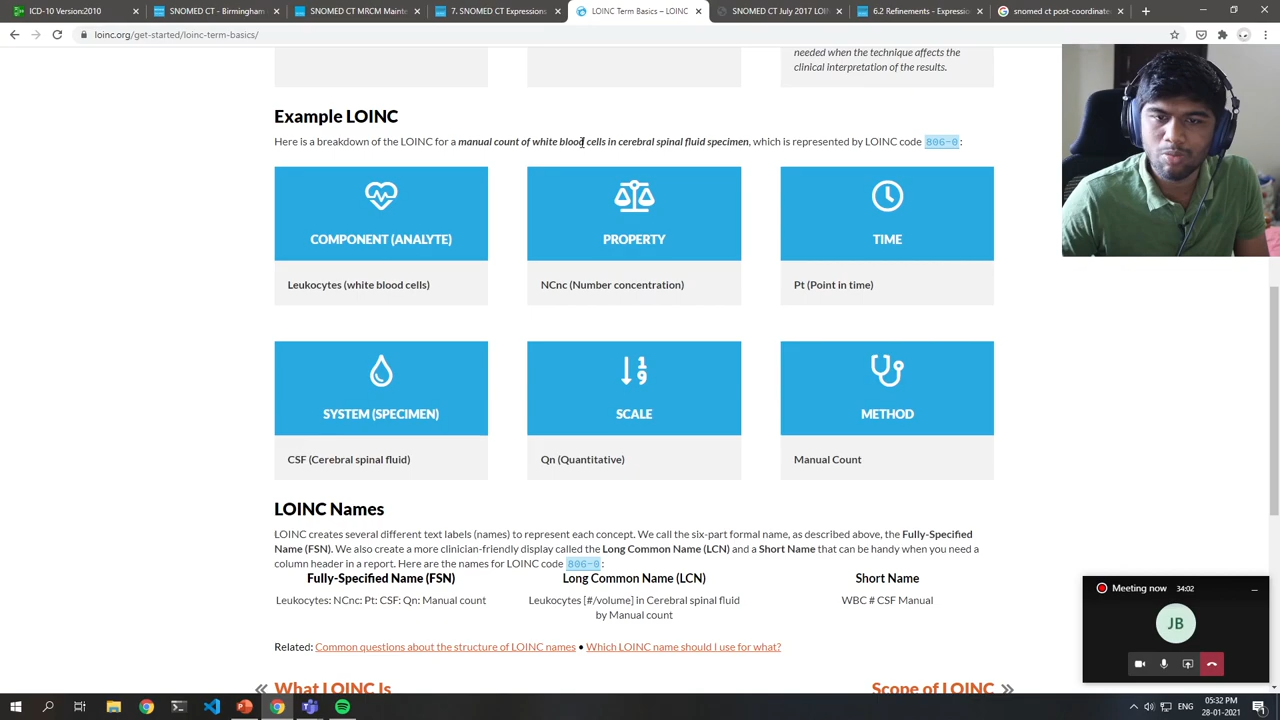 ICD-10 Version:2010
SNOMED CT - Birmingham
7. SNOMED CT Expressions
LOINC Term Basics – LOINC
SNOMED CT July 2017 LOIN
6.2 Reference Components
snomed-ct-coordinate
loinc.org/get-started/loinc-term-basics/
needed when the technique affects the
clinical interpretation of the results.
Example LOINC
Here is a breakdown of the LOINC for a manual count of white blood cells in cerebral spinal fluid specimen, which is represented by LOINC code 806-0:
COMPONENT (ANALYTE)
PROPERTY
TIME
Leukocytes (white blood cells)
NCnc (Number concentration)
Pt (Point in time)
SYSTEM (SPECIMEN)
SCALE
METHOD
CSF (Cerebral spinal fluid)
Qn (Quantitative)
Manual Count
LOINC Names
LOINC creates several different text labels (names) to represent each concept. We call the six-part formal name, as described above, the Fully-Specified
Name (FSN). We also create a more clinician-friendly display called the Long Common Name (LCN) and a Short Name that can be handy when you need a
column header in a report. Here are the names for LOINC code 806-0:
Fully-Specified Name (FSN)
Long Common Name (LCN)
Short Name
Leukocytes: NCnc: Pt: CSF: Qn: Manual count
Leukocytes [#/volume] in Cerebral spinal fluid
by Manual count
WBC # CSF Manual
Related: Common questions about the structure of LOINC names • Which LOINC name should I use for what?
« What LOINC Is
Scope of LOINC »
Meeting now 34:02
JB
ENG
05:32 PM
28-01-2021